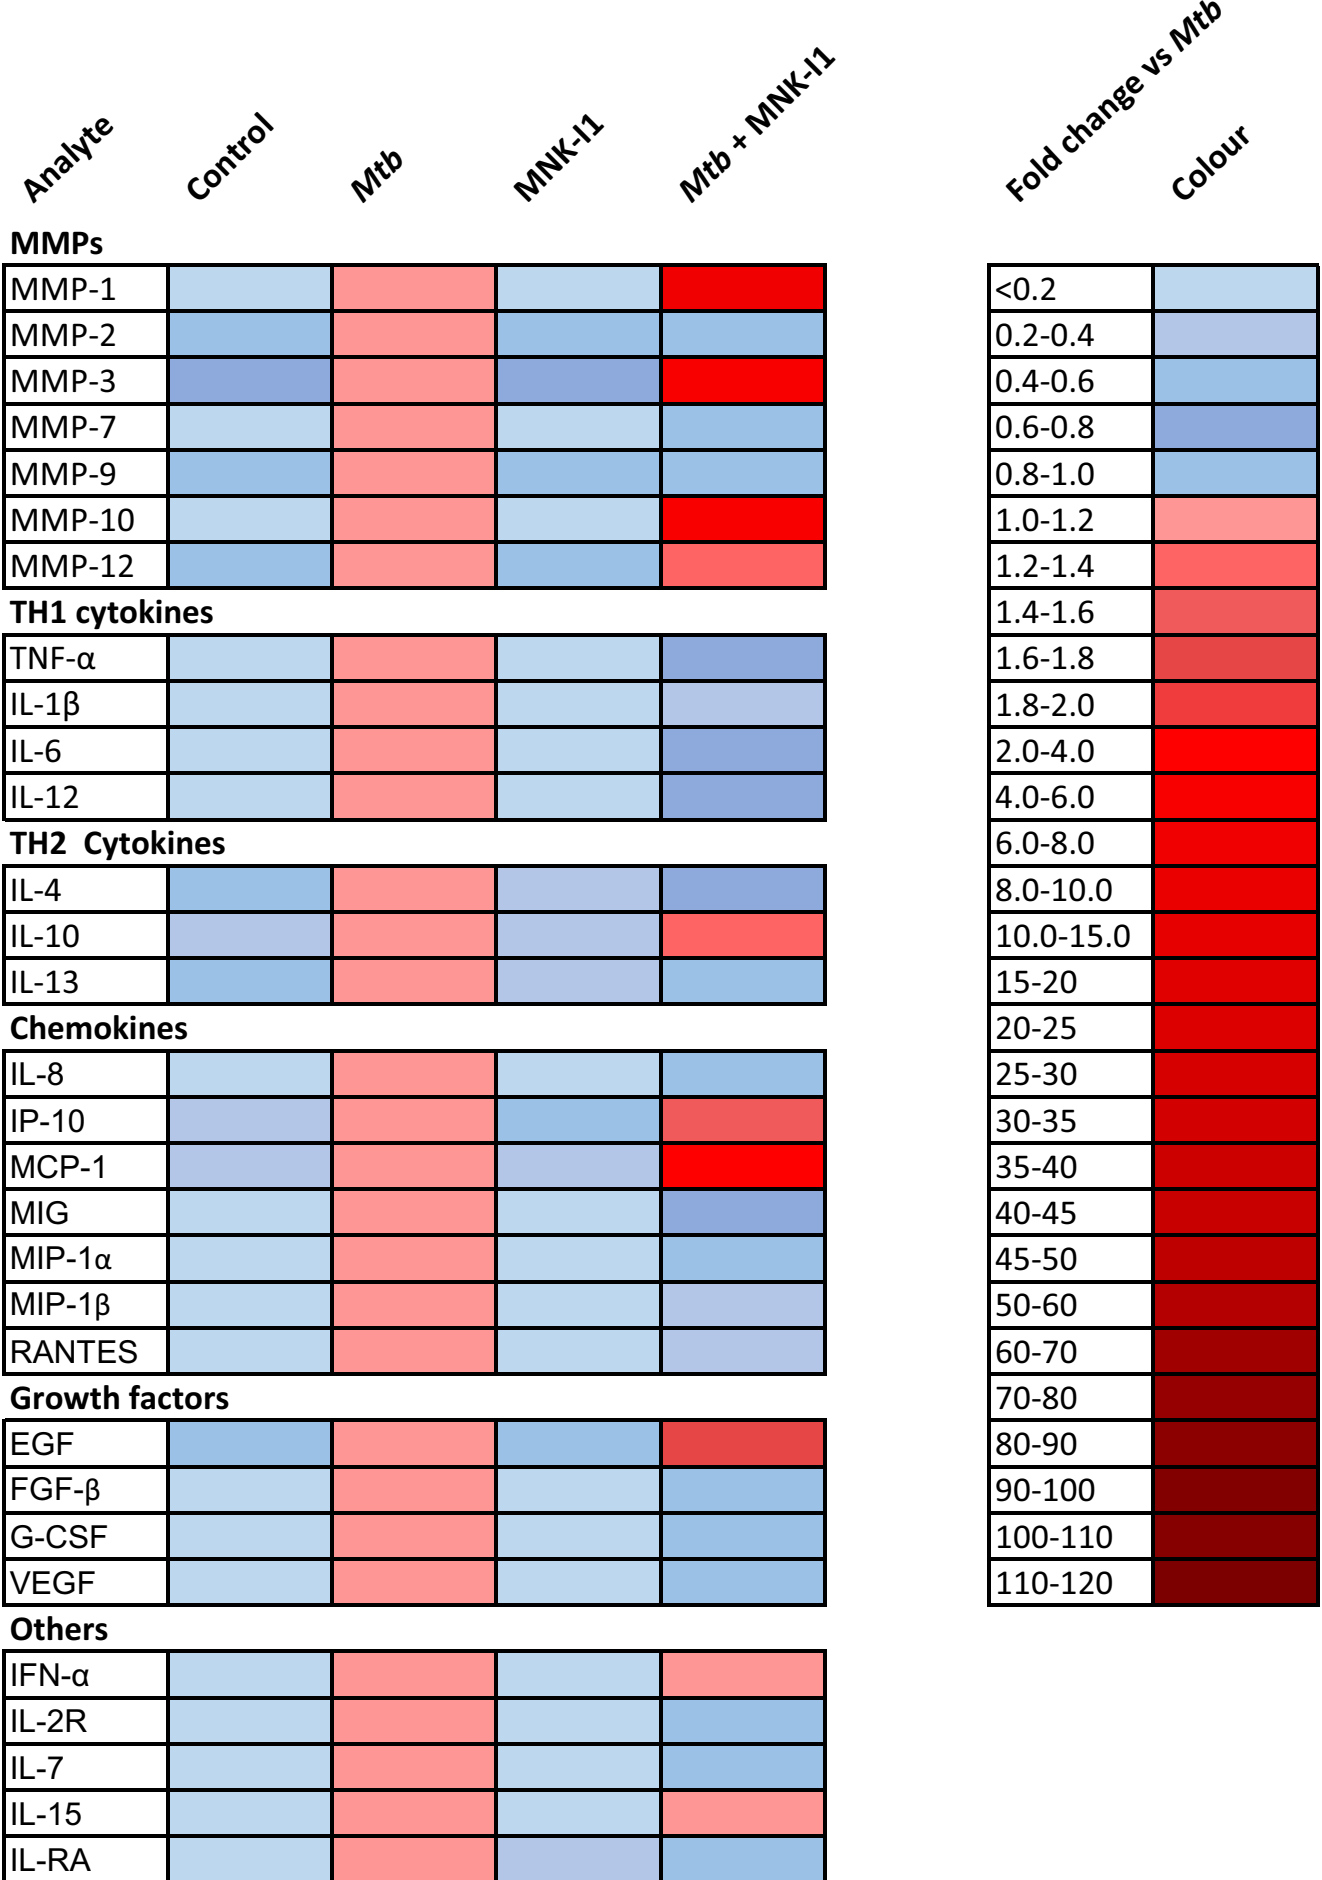 Analyte Control Mtb MNK-I1 Mtb + MNK-I1
Fold change vs Mtb Colour
MMPs
MMP-1
MMP-2
MMP-3
MMP-7
MMP-9
MMP-10
MMP-12
TH1 cytokines
TNF-α
IL-1β
IL-6
IL-12
TH2 Cytokines
IL-4
IL-10
IL-13
Chemokines
IL-8
IP-10
MCP-1
MIG
MIP-1α
MIP-1β
RANTES
Growth factors
EGF
FGF-β
G-CSF
VEGF
Others
IFN-α
IL-2R
IL-7
IL-15
IL-RA
<0.2
0.2-0.4
0.4-0.6
0.6-0.8
0.8-1.0
1.0-1.2
1.2-1.4
1.4-1.6
1.6-1.8
1.8-2.0
2.0-4.0
4.0-6.0
6.0-8.0
8.0-10.0
10.0-15.0
15-20
20-25
25-30
30-35
35-40
40-45
45-50
50-60
60-70
70-80
80-90
90-100
100-110
110-120